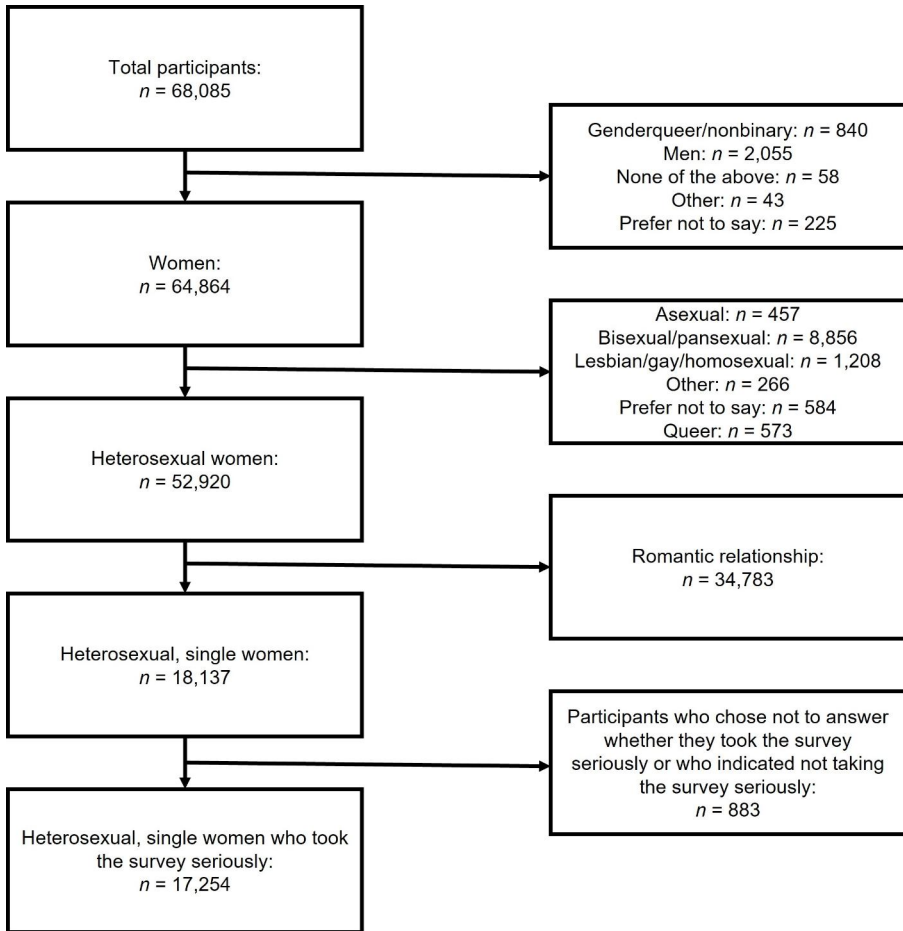 Total participants:
n = 68,085
Genderqueer/nonbinary: n = 840
Men: n = 2,055
None of the above: n = 58
Other: n = 43
Prefer not to say: n = 225
Women:
n = 64,864
Asexual: n = 457
Bisexual/pansexual: n = 8,856
Lesbian/gay/homosexual: n = 1,208
Other: n = 266
Prefer not to say: n = 584
Queer: n = 573
Heterosexual women:
n = 52,920
Romantic relationship:
n = 34,783
Heterosexual, single women:
n = 18,137
Participants who chose not to answer
whether they took the survey
seriously or who indicated not taking
the survey seriously:
n = 883
Heterosexual, single women who took
the survey seriously:
n = 17,254